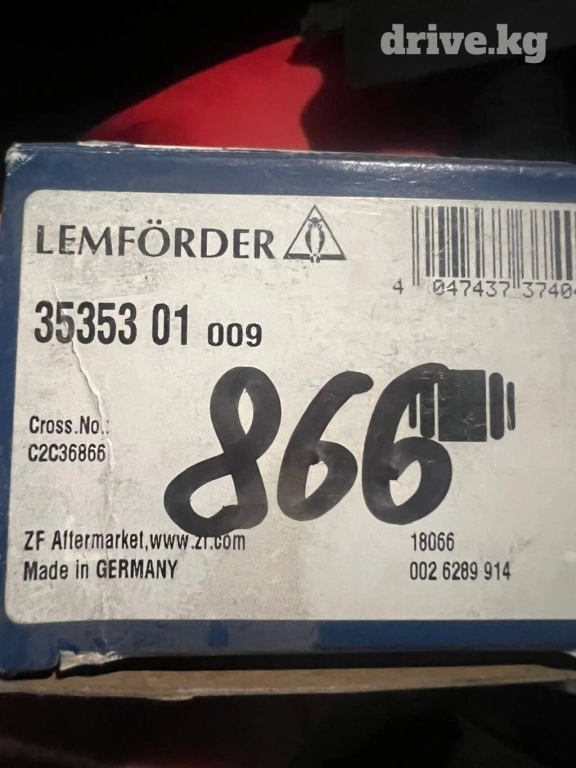 drive.kg
LEMFÖRDER
4 047437 37404
35353 01 009
866
Cross.No.:
C2C36866
ZF Aftermarket,www.zf.com
Made in GERMANY
18066
002 6289 914